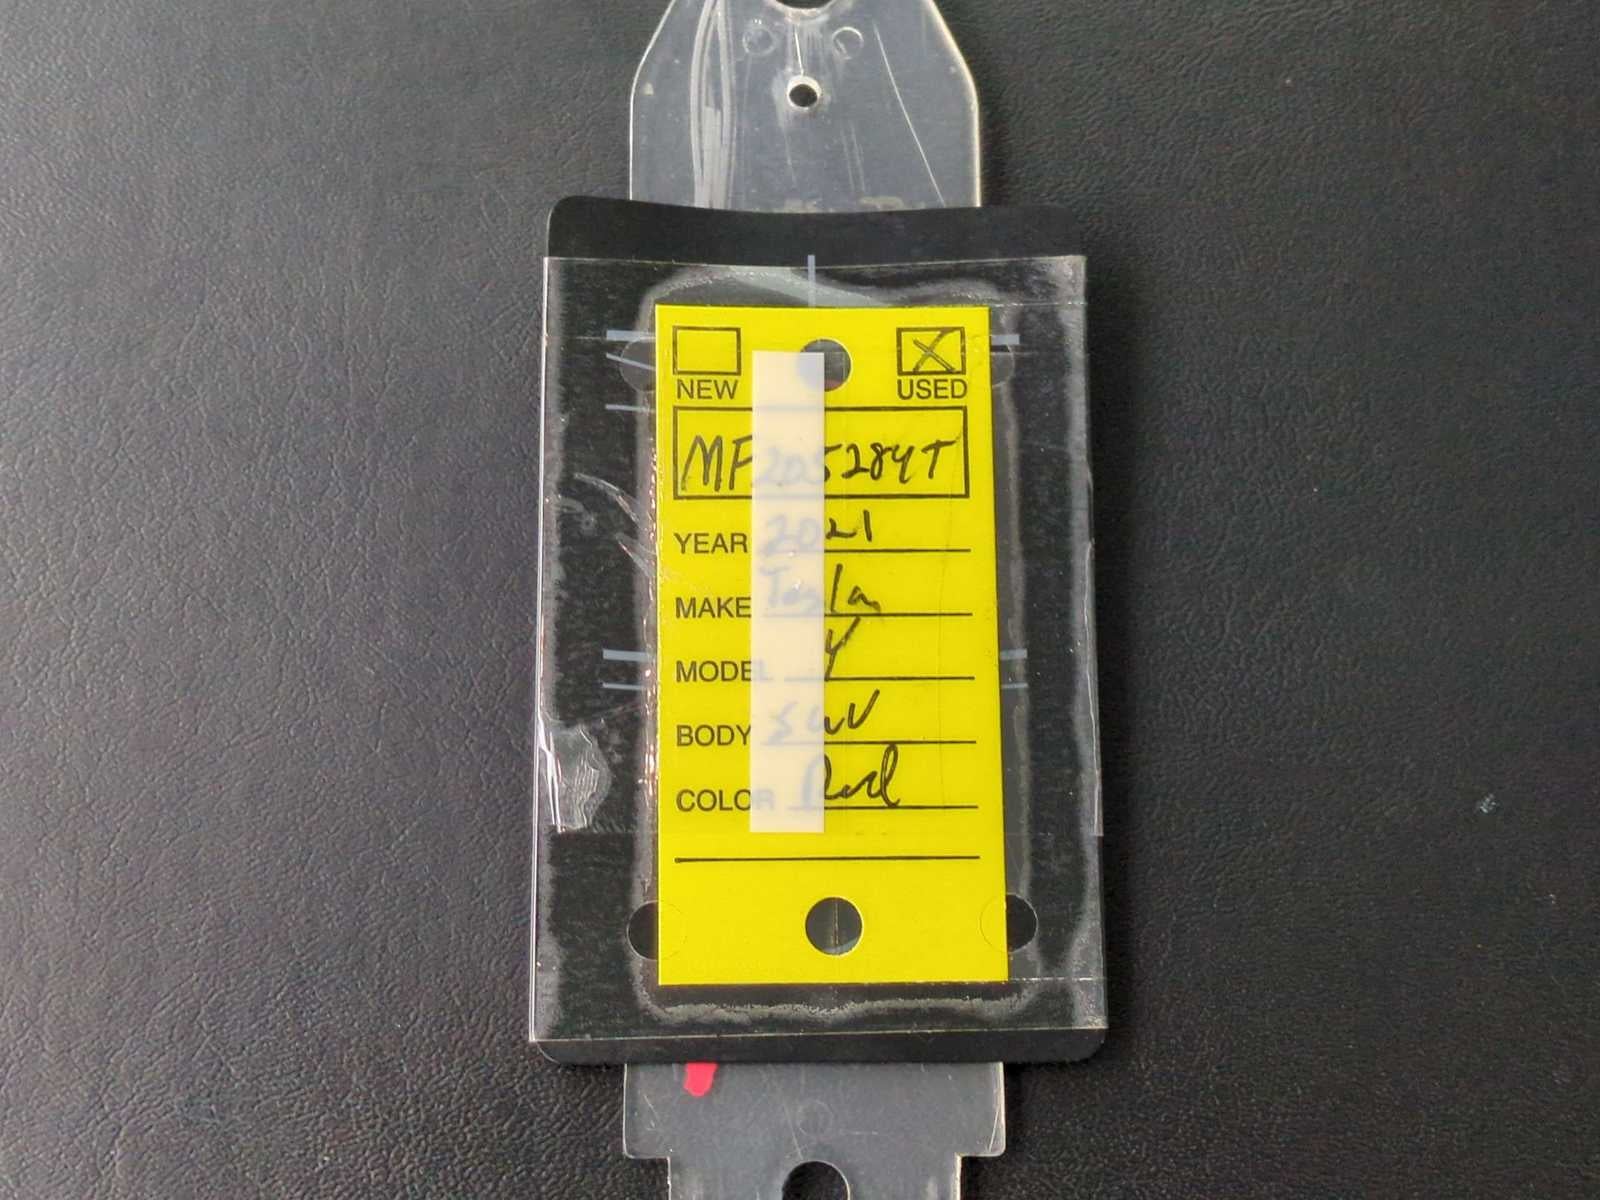 NEW USED
MF205284T
YEAR 2021
MAKE Tesla
MODEL Y
BODY SUV
COLOR Red